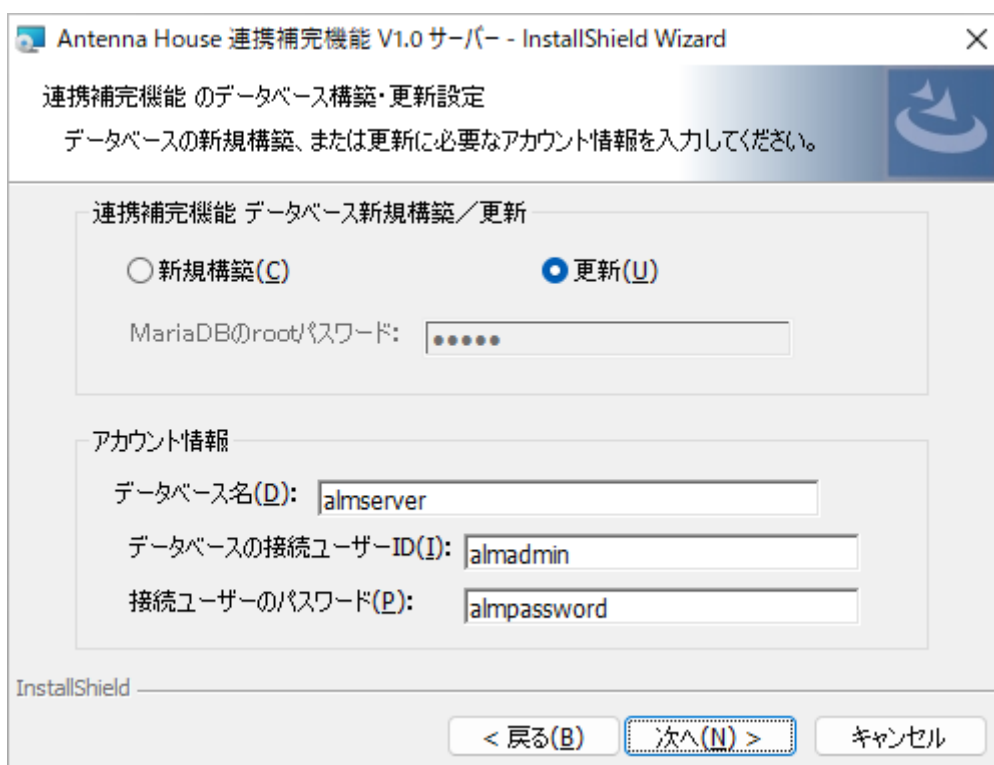 Antenna House 連携補完機能 V1.0 サーバー - InstallShield Wizard
連携補完機能 のデータベース構築・更新設定
データベースの新規構築、または更新に必要なアカウント情報を入力してください。
連携補完機能 データベース新規構築／更新
新規構築(C) 更新(U)
MariaDBのrootパスワード: ●●●●●
アカウント情報
データベース名(D): almserver
データベースの接続ユーザーID(I): almadmin
接続ユーザーのパスワード(P): almpassword
InstallShield
< 戻る(B) 次へ(N) > キャンセル